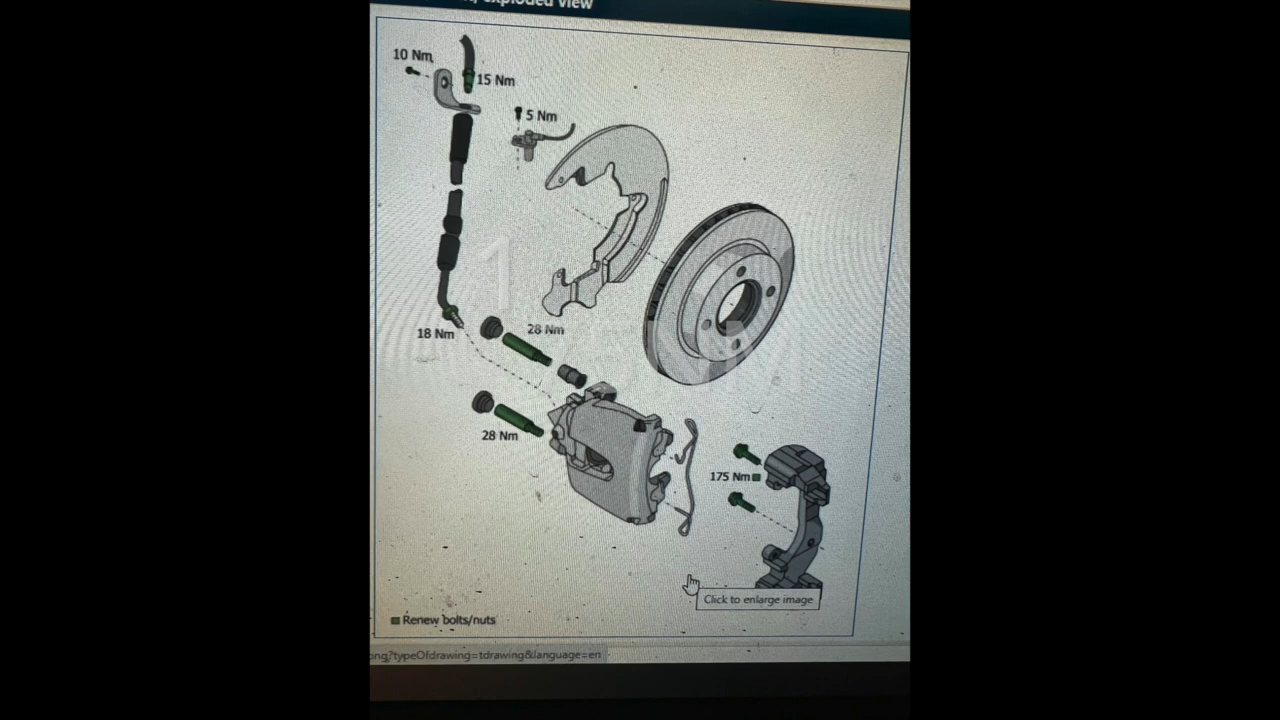 exploded view
10 Nm
15 Nm
5 Nm
18 Nm
28 Nm
28 Nm
175 Nm
Click to enlarge image
Renew bolts/nuts
png?typeOfdrawing=tdrawing&language=en